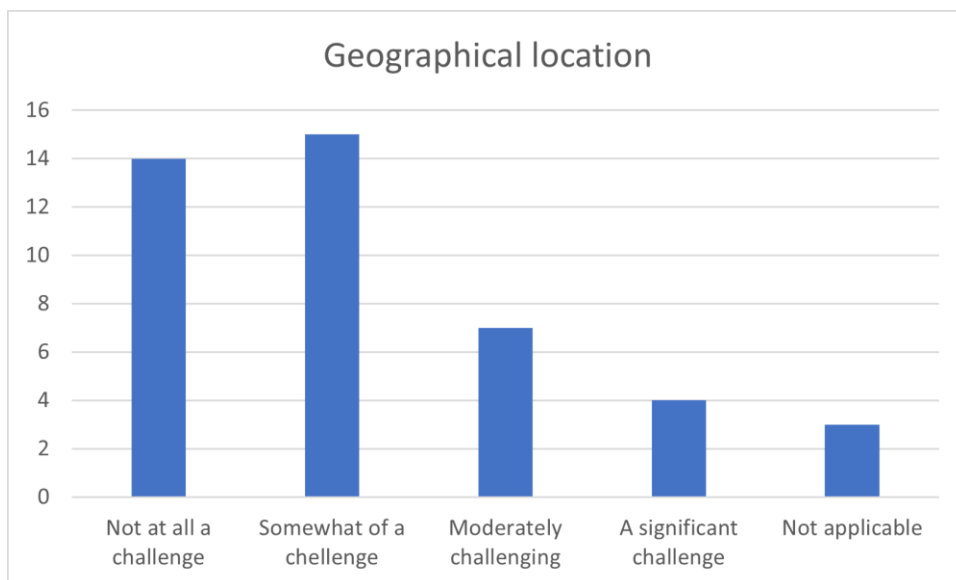 Geographical location
16
14
12
10
8
6
4
2
0
Not at all a
challenge
Somewhat of a
chellenge
Moderately
challenging
A significant
challenge
Not applicable